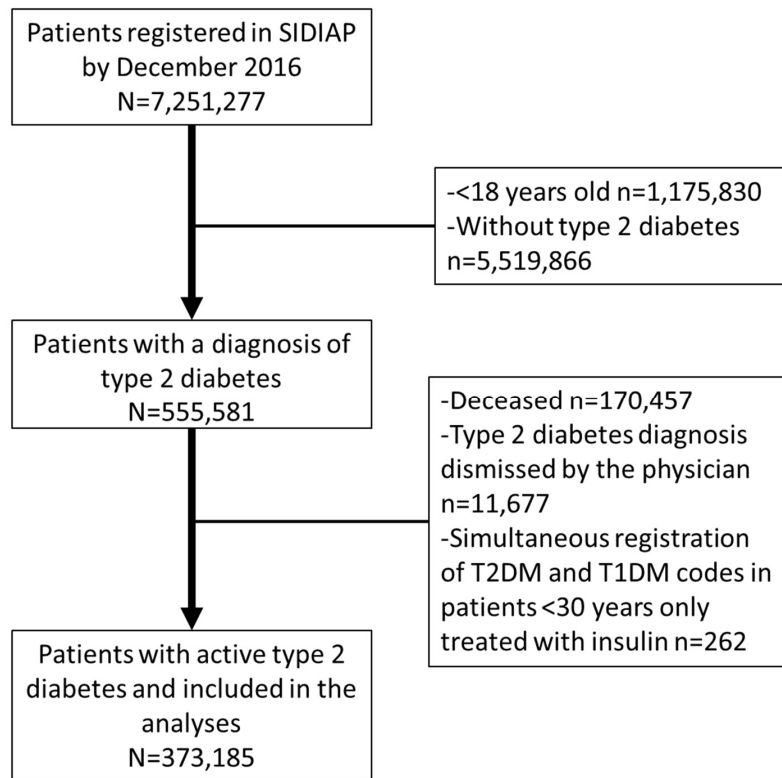 Patients registered in SIDIAP
by December 2016
N=7,251,277
-<18 years old n=1,175,830
-Without type 2 diabetes
n=5,519,866
Patients with a diagnosis of
type 2 diabetes
N=555,581
-Deceased n=170,457
-Type 2 diabetes diagnosis
dismissed by the physician
n=11,677
-Simultaneous registration
of T2DM and T1DM codes in
patients <30 years only
treated with insulin n=262
Patients with active type 2
diabetes and included in the
analyses
N=373,185